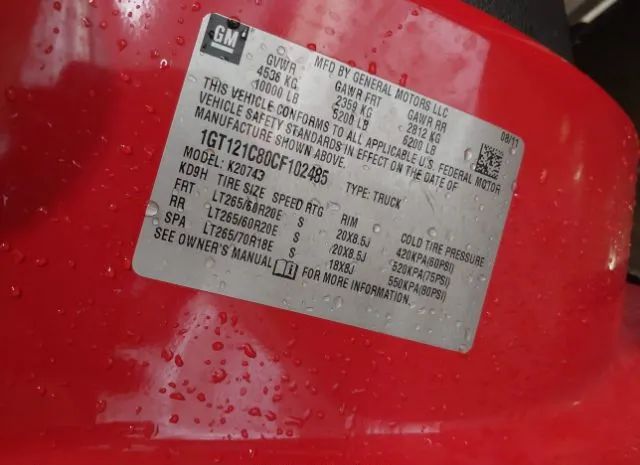 GM
MFD BY GENERAL MOTORS LLC
08/11
GVWR GAWR FRT GAWR RR
4536 KG 2359 KG 2812 KG
10000 LB 5200 LB 6200 LB
THIS VEHICLE CONFORMS TO ALL APPLICABLE U.S. FEDERAL MOTOR
VEHICLE SAFETY STANDARDS IN EFFECT ON THE DATE OF
MANUFACTURE SHOWN ABOVE.
1GT121C80CF102485
MODEL: K20743 TYPE: TRUCK
KD9H TIRE SIZE SPEED RTG RIM COLD TIRE PRESSURE
FRT LT265/60R20E S 20X8.5J 420KPA(60PSI)
RR LT265/60R20E S 20X8.5J 520KPA(75PSI)
SPA LT265/70R18E S 18X8J 550KPA(80PSI)
SEE OWNER'S MANUAL FOR MORE INFORMATION.